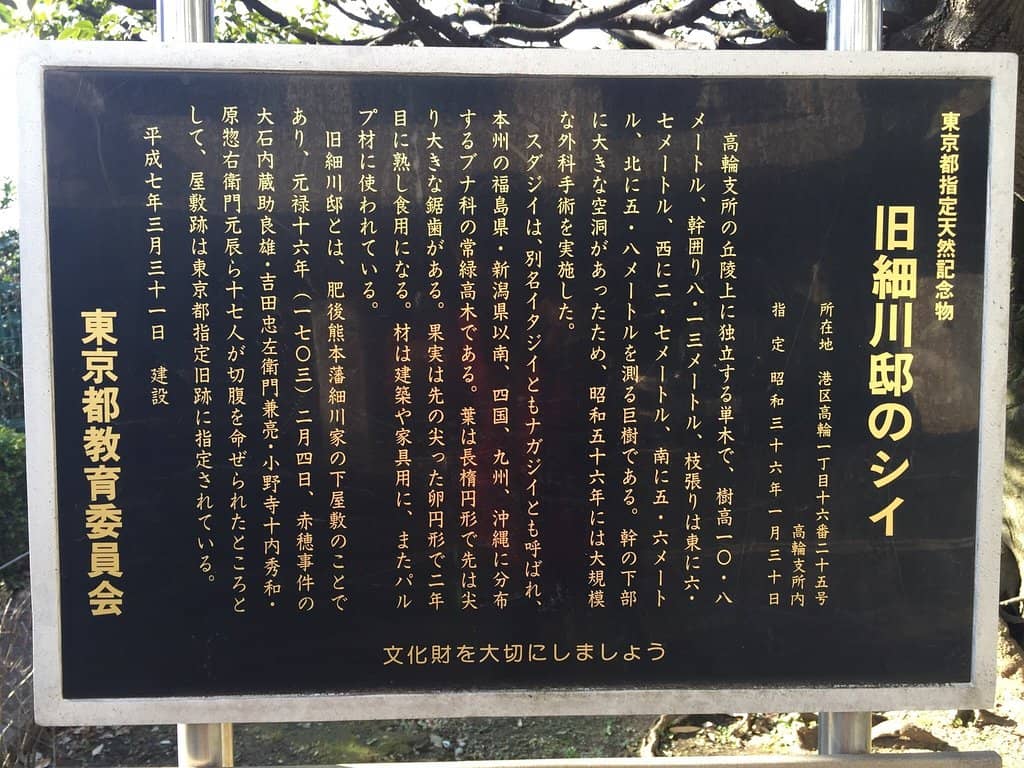 東京都指定天然記念物
旧細川邸のシイ
所在地　港区高輪一丁目十六番二十五号
高輪支所内
指　定　昭和三十六年一月三十日
高輪支所の丘陵上に独立する単木で、樹高一〇・八
メートル、幹囲り八・一三メートル、枝張りは東に六・
七メートル、西に二・七メートル、南に五・六メート
ル、北に五・八メートルを測る巨樹である。幹の下部
に大きな空洞があったため、昭和五十六年には大規模
な外科手術を実施した。
スダジイは、別名イタジイともナガジイとも呼ばれ、
本州の福島県・新潟県以南、四国、九州、沖縄に分布
するブナ科の常緑高木である。葉は長楕円形で先は尖
り大きな鋸歯がある。果実は先の尖った卵円形で二年
目に熟し食用になる。材は建築や家具用に、またパル
プ材に使われている。
旧細川邸とは、肥後熊本藩細川家の下屋敷のことで
あり、元禄十六年（一七〇三）二月四日、赤穂事件の
大石内蔵助良雄・吉田忠左衛門兼亮・小野寺十内秀和・
原惣右衛門元辰ら十七人が切腹を命ぜられたところと
して、屋敷跡は東京都指定旧跡に指定されている。
平成七年三月三十一日　建設
東京都教育委員会
文化財を大切にしましょう